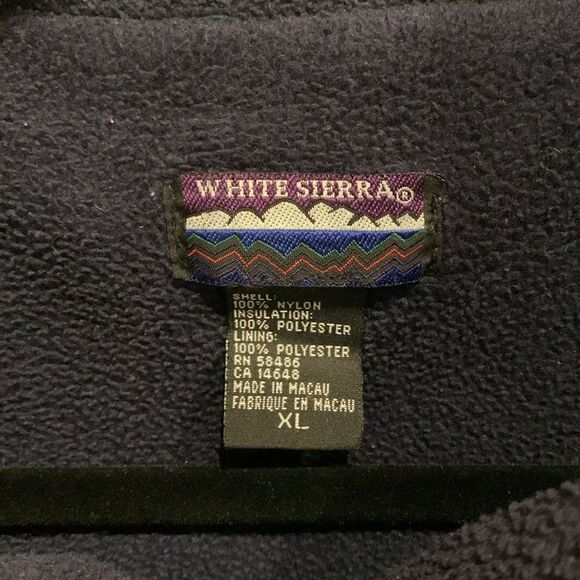 WHITE SIERRA®
SHELL:
100% NYLON
INSULATION:
100% POLYESTER
LINING:
100% POLYESTER
RN 58486
CA 14648
MADE IN MACAU
FABRIQUE EN MACAU
XL